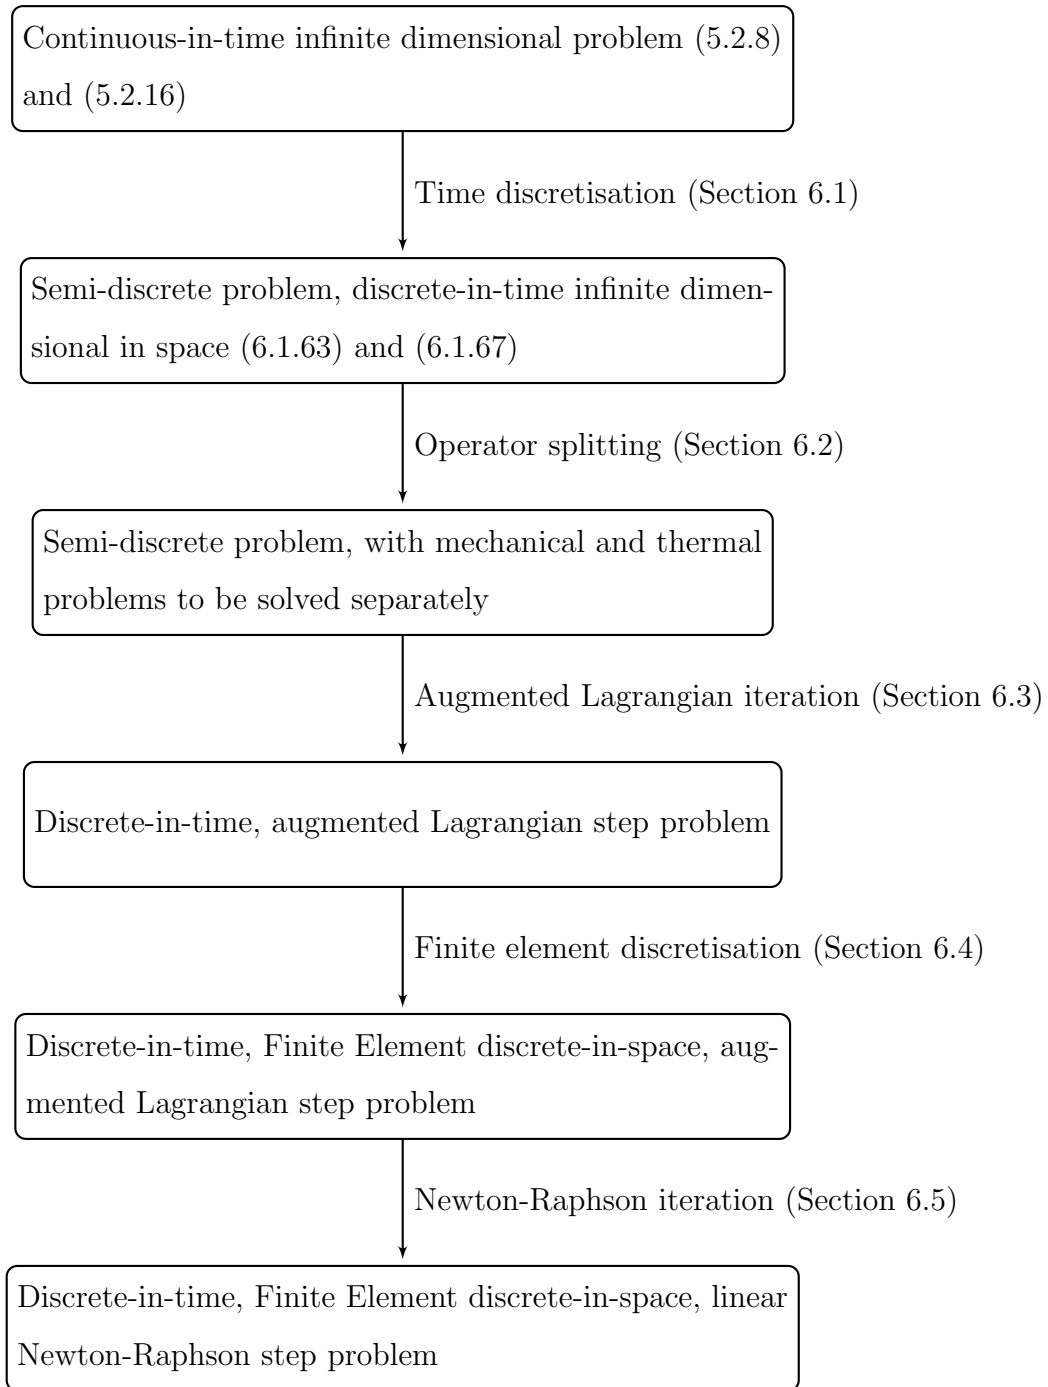 Continuous-in-time infinite dimensional problem (5.2.8)
and (5.2.16)
Time discretisation (Section 6.1)
Semi-discrete problem, discrete-in-time infinite dimen-
sional in space (6.1.63) and (6.1.67)
Operator splitting (Section 6.2)
Semi-discrete problem, with mechanical and thermal
problems to be solved separately
Augmented Lagrangian iteration (Section 6.3)
Discrete-in-time, augmented Lagrangian step problem
Finite element discretisation (Section 6.4)
Discrete-in-time, Finite Element discrete-in-space, aug-
mented Lagrangian step problem
Newton-Raphson iteration (Section 6.5)
Discrete-in-time, Finite Element discrete-in-space, linear
Newton-Raphson step problem